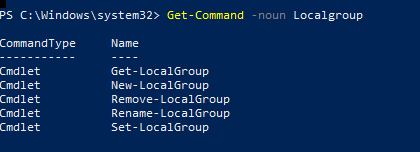 PS C:\Windows\system32> Get-Command -noun Localgroup
CommandType     Name
-----------     ----
Cmdlet          Get-LocalGroup
Cmdlet          New-LocalGroup
Cmdlet          Remove-LocalGroup
Cmdlet          Rename-LocalGroup
Cmdlet          Set-LocalGroup